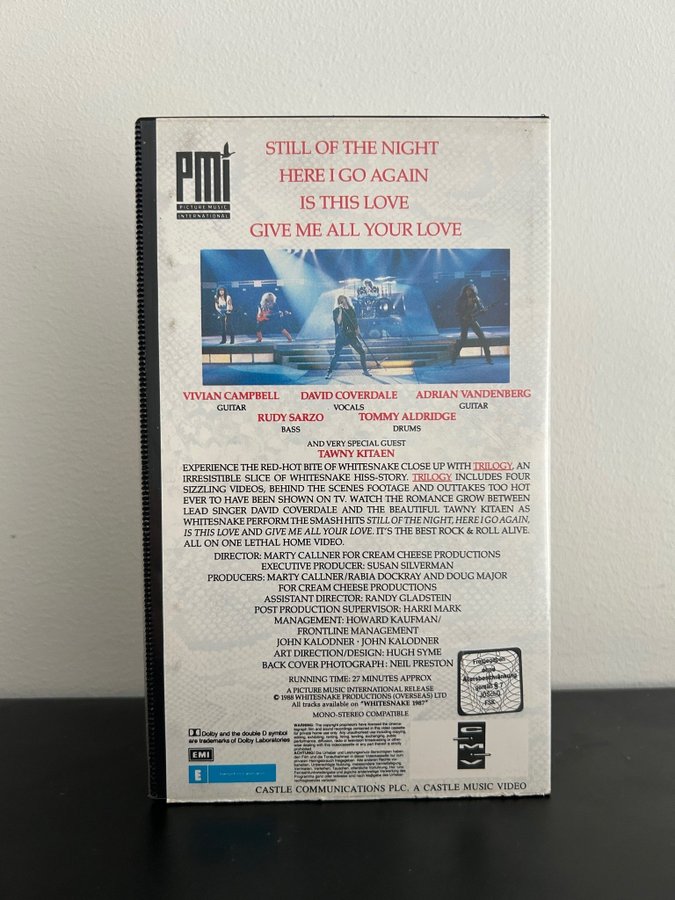 pmi
PICTURE MUSIC
INTERNATIONAL
STILL OF THE NIGHT
HERE I GO AGAIN
IS THIS LOVE
GIVE ME ALL YOUR LOVE
VIVIAN CAMPBELL DAVID COVERDALE ADRIAN VANDENBERG
GUITAR VOCALS GUITAR
RUDY SARZO TOMMY ALDRIDGE
BASS DRUMS
AND VERY SPECIAL GUEST
TAWNY KITAEN
EXPERIENCE THE RED-HOT BITE OF WHITESNAKE CLOSE UP WITH TRILOGY, AN
IRRESISTIBLE SLICE OF WHITESNAKE HISS-STORY. TRILOGY INCLUDES FOUR
SIZZLING VIDEOS, BEHIND THE SCENES FOOTAGE AND OUTTAKES TOO HOT
EVER TO HAVE BEEN SHOWN ON TV. WATCH THE ROMANCE GROW BETWEEN
LEAD SINGER DAVID COVERDALE AND THE BEAUTIFUL TAWNY KITAEN AS
WHITESNAKE PERFORM THE SMASH HITS STILL OF THE NIGHT, HERE I GO AGAIN,
IS THIS LOVE AND GIVE ME ALL YOUR LOVE. IT'S THE BEST ROCK & ROLL ALIVE.
ALL ON ONE LETHAL HOME VIDEO.
DIRECTOR: MARTY CALLNER FOR CREAM CHEESE PRODUCTIONS
EXECUTIVE PRODUCER: SUSAN SILVERMAN
PRODUCERS: MARTY CALLNER/RABIA DOCKRAY AND DOUG MAJOR
FOR CREAM CHEESE PRODUCTIONS
ASSISTANT DIRECTOR: RANDY GLADSTEIN
POST PRODUCTION SUPERVISOR: HARRI MARK
MANAGEMENT: HOWARD KAUFMAN/
FRONTLINE MANAGEMENT
JOHN KALODNER · JOHN KALODNER
ART DIRECTION/DESIGN: HUGH SYME
BACK COVER PHOTOGRAPH: NEIL PRESTON
RUNNING TIME: 27 MINUTES APPROX
A PICTURE MUSIC INTERNATIONAL RELEASE
© 1988 WHITESNAKE PRODUCTIONS (OVERSEAS) LTD
All tracks available on "WHITESNAKE 1987"
MONO-STEREO COMPATIBLE
Freigegeben
ohne
Altersbeschränkung
gemäß § 7
JÖSchG
FSK
Dolby and the double D symbol
are trademarks of Dolby Laboratories
EMI
E
CMV
CASTLE COMMUNICATIONS PLC. A CASTLE MUSIC VIDEO